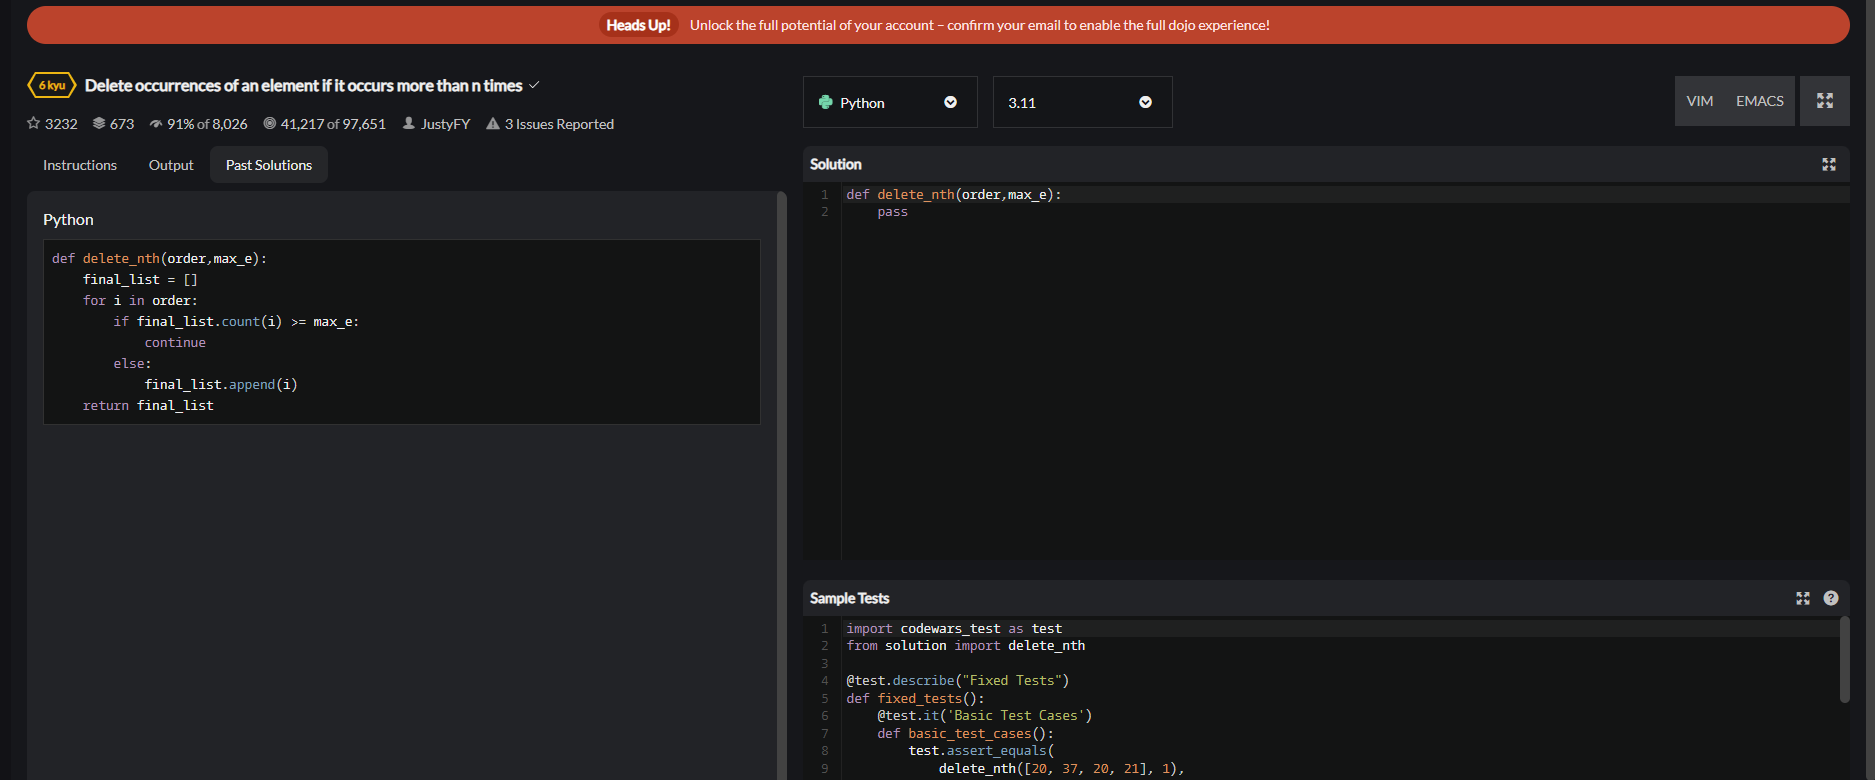 Heads Up! Unlock the full potential of your account – confirm your email to enable the full dojo experience!
6 kyu Delete occurrences of an element if it occurs more than n times
3232 673 91% of 8,026 41,217 of 97,651 JustyFY 3 Issues Reported
Instructions Output Past Solutions
Python
def delete_nth(order,max_e):
    final_list = []
    for i in order:
        if final_list.count(i) >= max_e:
            continue
        else:
            final_list.append(i)
    return final_list
Python 3.11 VIM EMACS
Solution
1 def delete_nth(order,max_e):
2     pass
Sample Tests
1 import codewars_test as test
2 from solution import delete_nth
3
4 @test.describe("Fixed Tests")
5 def fixed_tests():
6     @test.it('Basic Test Cases')
7     def basic_test_cases():
8         test.assert_equals(
9             delete_nth([20, 37, 20, 21], 1),